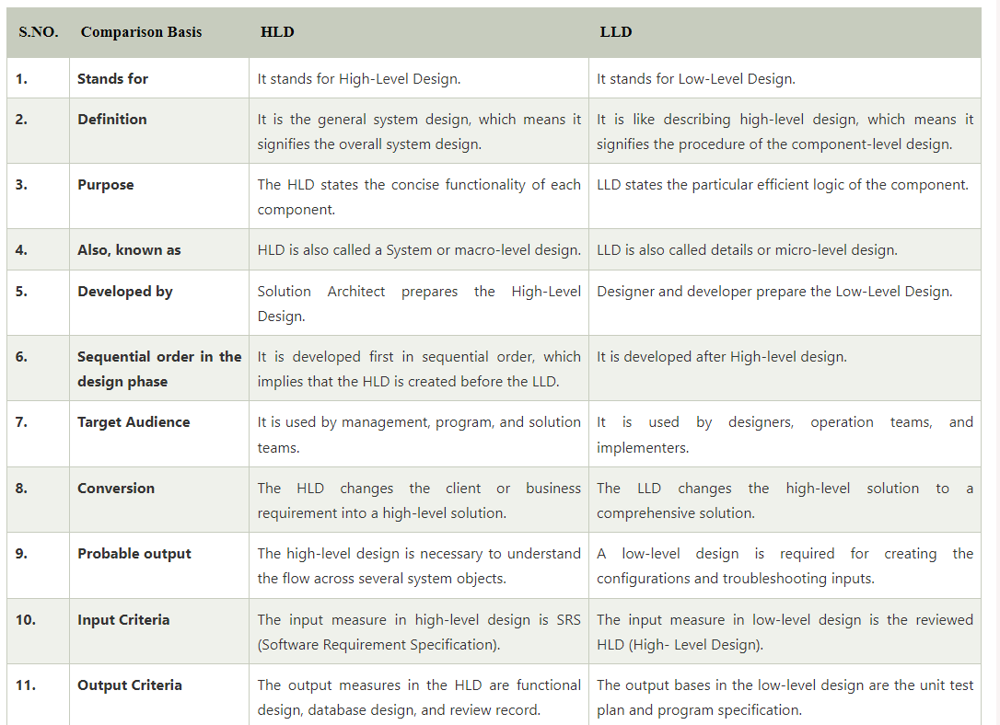 S.NO. Comparison Basis HLD LLD
1. Stands for It stands for High-Level Design. It stands for Low-Level Design.
2. Definition It is the general system design, which means it It is like describing high-level design, which means it
signifies the overall system design. signifies the procedure of the component-level design.
3. Purpose The HLD states the concise functionality of each LLD states the particular efficient logic of the component.
component.
4. Also, known as HLD is also called a System or macro-level design. LLD is also called details or micro-level design.
5. Developed by Solution Architect prepares the High-Level Designer and developer prepare the Low-Level Design.
Design.
6. Sequential order in the It is developed first in sequential order, which It is developed after High-level design.
design phase implies that the HLD is created before the LLD.
7. Target Audience It is used by management, program, and solution It is used by designers, operation teams, and
teams. implementers.
8. Conversion The HLD changes the client or business The LLD changes the high-level solution to a
requirement into a high-level solution. comprehensive solution.
9. Probable output The high-level design is necessary to understand A low-level design is required for creating the
the flow across several system objects. configurations and troubleshooting inputs.
10. Input Criteria The input measure in high-level design is SRS The input measure in low-level design is the reviewed
(Software Requirement Specification). HLD (High- Level Design).
11. Output Criteria The output measures in the HLD are functional The output bases in the low-level design are the unit test
design, database design, and review record. plan and program specification.